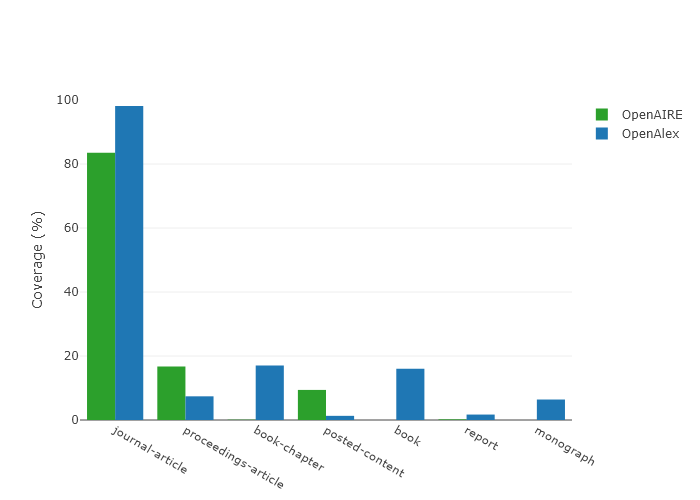 OpenAIRE
OpenAlex
Coverage (%)
100
80
60
40
20
0
journal-article
proceedings-article
book-chapter
posted-content
book
report
monograph